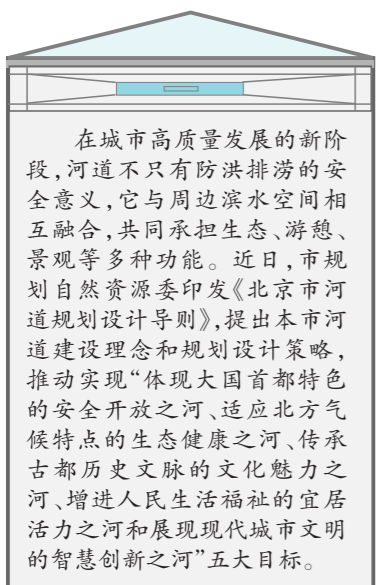 在城市高质量发展的新阶
段,河道不只有防洪排涝的安
全意义,它与周边滨水空间相
互融合,共同承担生态、游憩、
景观等多种功能。近日,市规
划自然资源委印发《北京市河
道规划设计导则》,提出本市河
道建设理念和规划设计策略,
推动实现“体现大国首都特色
的安全开放之河、适应北方气
候特点的生态健康之河、传承
古都历史文脉的文化魅力之
河、增进人民生活福祉的宜居
活力之河和展现现代城市文明
的智慧创新之河”五大目标。